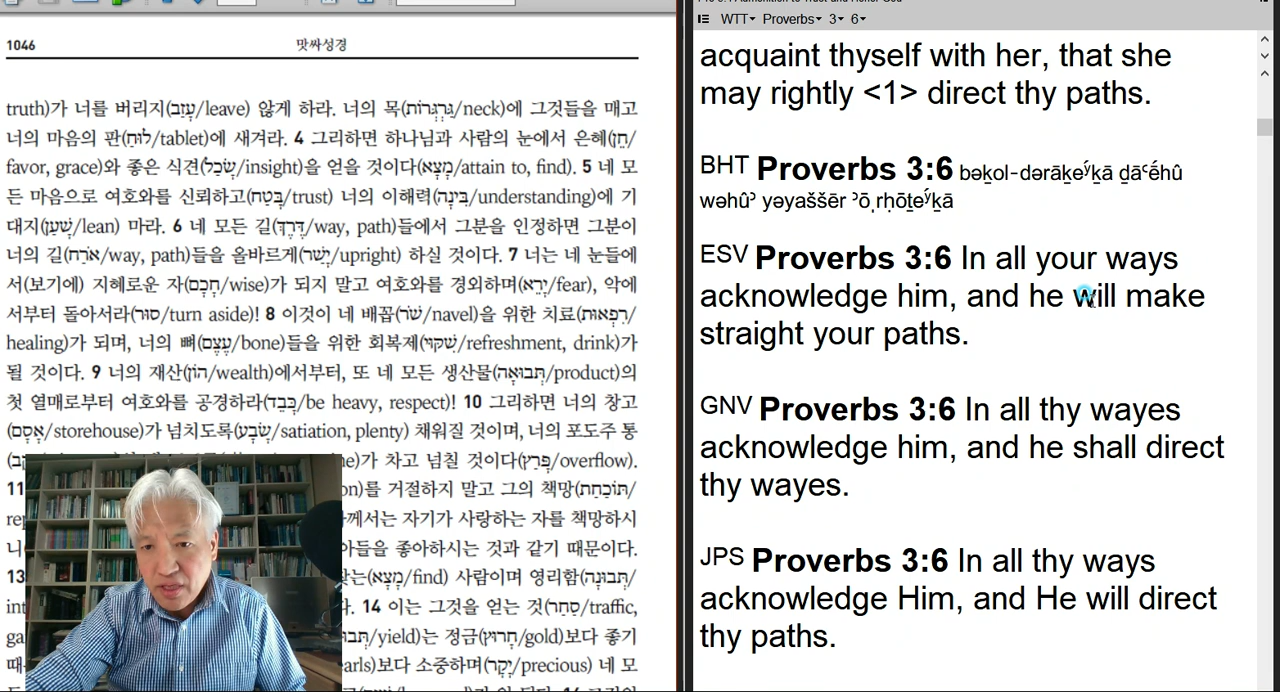 1046 맛싸성경
truth)가 너를 버리지(עָזַב/leave) 않게 하라. 너의 목(גַּרְגְּרוֹת/neck)에 그것들을 매고
너의 마음의 판(לוּחַ/tablet)에 새겨라. 4 그리하면 하나님과 사람의 눈에서 은혜(חֵן/
favor, grace)와 좋은 식견(שֵׂכֶל/insight)을 얻을 것이다(מָצָא/attain to, find). 5 네 모
든 마음으로 여호와를 신뢰하고(בָּטַח/trust) 너의 이해력(בִּינָה/understanding)에 기
대지(שָׁעַן/lean) 마라. 6 네 모든 길(דֶּרֶךְ/way, path)들에서 그분을 인정하면 그분이
너의 길(אֹרַח/way, path)들을 올바르게(יָשַׁר/upright) 하실 것이다. 7 너는 네 눈들에
서(보기에) 지혜로운 자(חָכָם/wise)가 되지 말고 여호와를 경외하며(יָרֵא/fear), 악에
서부터 돌아서라(סוּר/turn aside)! 8 이것이 네 배꼽(שֹׁר/navel)을 위한 치료(רִפְאוּת/
healing)가 되며, 너의 뼈(עֶצֶם/bone)들을 위한 회복제(שִׁקּוּי/refreshment, drink)가
될 것이다. 9 너의 재산(הוֹן/wealth)에서부터, 또 네 모든 생산물(תְּבוּאָה/product)의
첫 열매로부터 여호와를 공경하라(כָּבֵד/be heavy, respect)! 10 그리하면 너의 창고
(אָסָם/storehouse)가 넘치도록(שָׂבָע/satiation, plenty) 채워질 것이며, 너의 포도주 통
가 차고 넘칠 것이다(פָּרַץ/overflow).
11 를 거절하지 말고 그의 책망(תּוֹכַחַת/
께서는 자기가 사랑하는 자를 책망하시
니 아들을 좋아하시는 것과 같기 때문이다.
13 는(מָצָא/find) 사람이며 영리함(תְּבוּנָה/
14 이는 그것을 얻는 것(סַחַר/traffic,
/yield)는 정금(חָרוּץ/gold)보다 좋기
때 보다 소중하며(יָקָר/precious) 네 모
WTT Proverbs 3 6
acquaint thyself with her, that she
may rightly <1> direct thy paths.
BHT Proverbs 3:6 bəḵol-dərāḵeʸ́ḵā ḏāʿḗhû
wəhûʾ yəyaššēr ʾō˛rḥōṯeʸ́ḵā
ESV Proverbs 3:6 In all your ways
acknowledge him, and he will make
straight your paths.
GNV Proverbs 3:6 In all thy wayes
acknowledge him, and he shall direct
thy wayes.
JPS Proverbs 3:6 In all thy ways
acknowledge Him, and He will direct
thy paths.